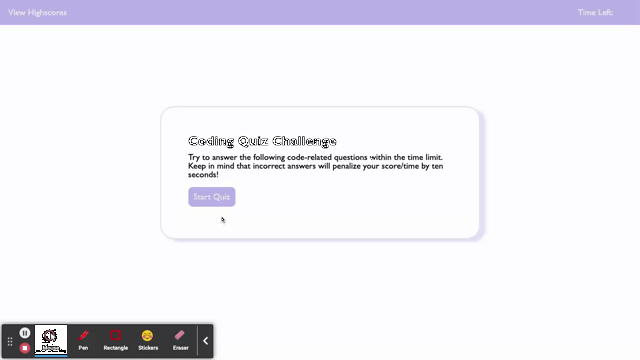 View Highscores
Time Left:
Coding Quiz Challenge
Try to answer the following code-related questions within the time limit.
Keep in mind that incorrect answers will penalize your score/time by ten
seconds!
Start Quiz
Mouse
Pen
Rectangle
Stickers
Eraser